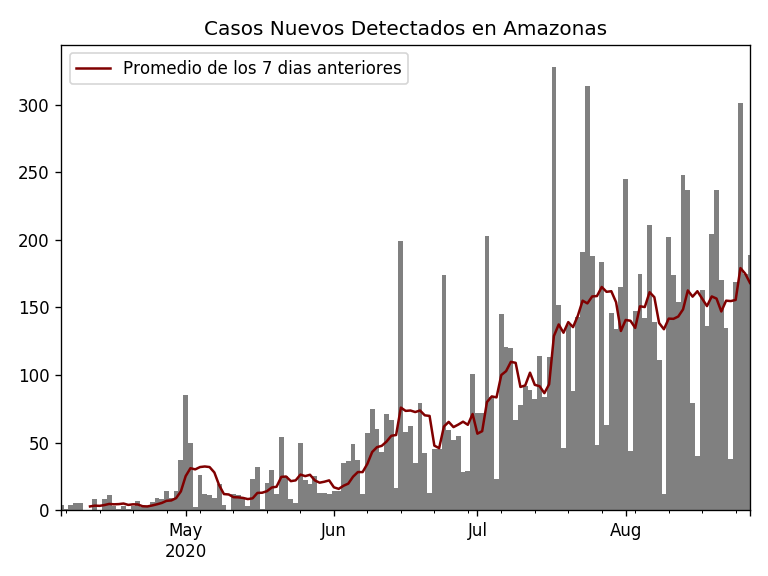 Casos Nuevos Detectados en Amazonas
Promedio de los 7 dias anteriores
300
250
200
150
100
50
0
May
2020
Jun
Jul
Aug